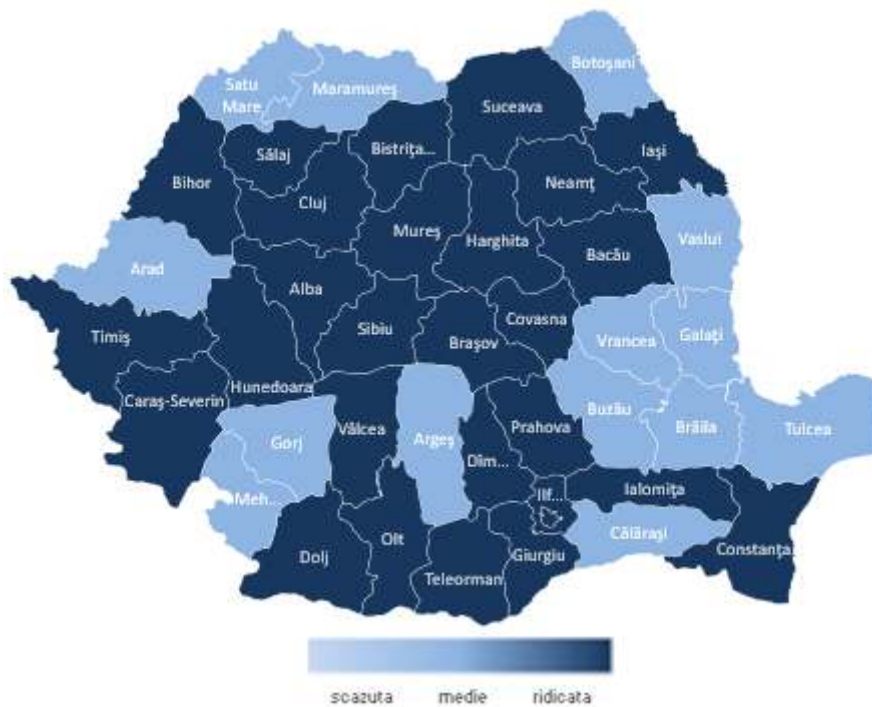 Botoşani
Satu
Mare
Maramureş
Suceava
Iaşi
Sălaj
Bistriţa...
Neamţ
Bihor
Cluj
Mureş
Harghita
Bacău
Vaslui
Arad
Alba
Covasna
Timiş
Sibiu
Braşov
Vrancea
Galaţi
Caraş-Severin
Hunedoara
Vâlcea
Argeş
Prahova
Buzău
Brăila
Tulcea
Gorj
Dîm...
Meh...
Ilf...
Ialomiţa
Olt
Călăraşi
Dolj
Giurgiu
Constanţa
Teleorman
scazuta medie ridicata